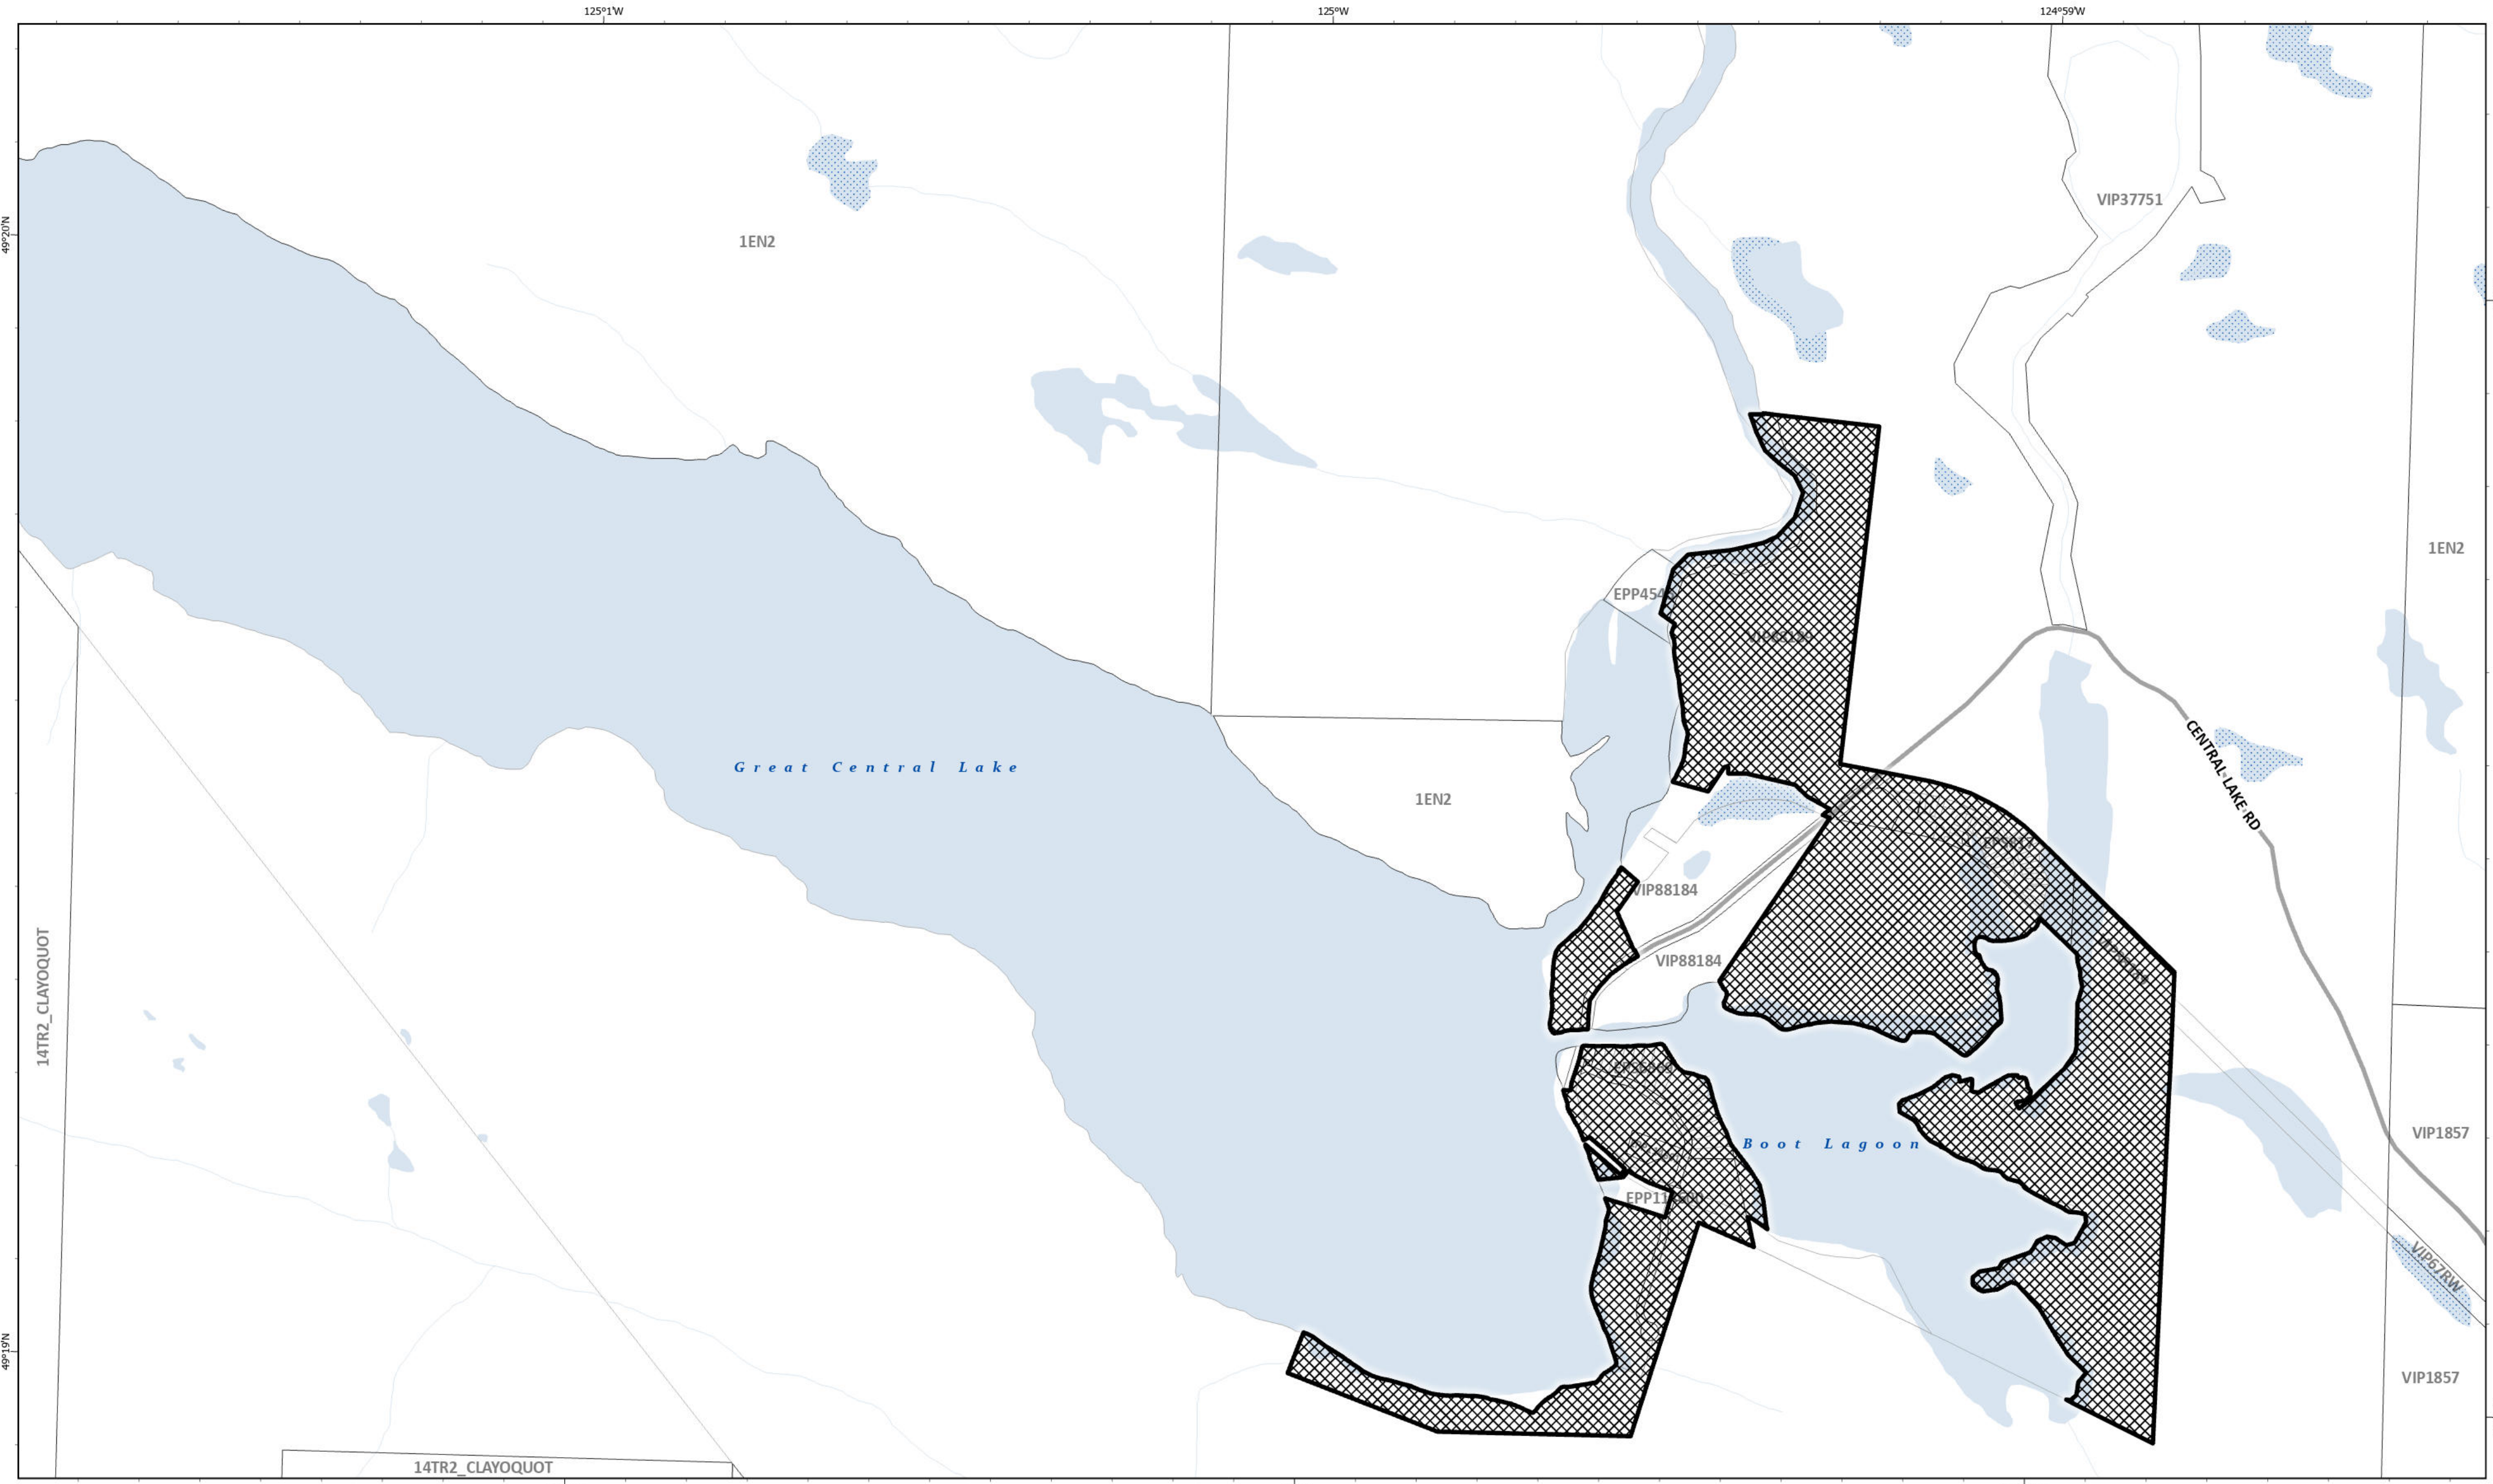 125°1'W
125°W
124°59'W
49°20'N
VIP37751
1EN2
1EN2
EPP454
Great Central Lake
1EN2
CENTRAL LAKE RD
VIP88184
14TR2_CLAYOQUOT
VIP88184
Boot Lagoon
VIP1857
VIP67RW
49°19'N
VIP1857
14TR2_CLAYOQUOT